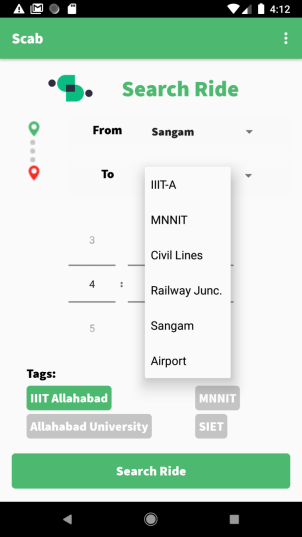 4:12
Scab
Search Ride
From Sangam
To
IIIT-A
MNNIT
Civil Lines
Railway Junc.
Sangam
Airport
3
4 :
5
Tags:
IIIT Allahabad MNNIT
Allahabad University SIET
Search Ride